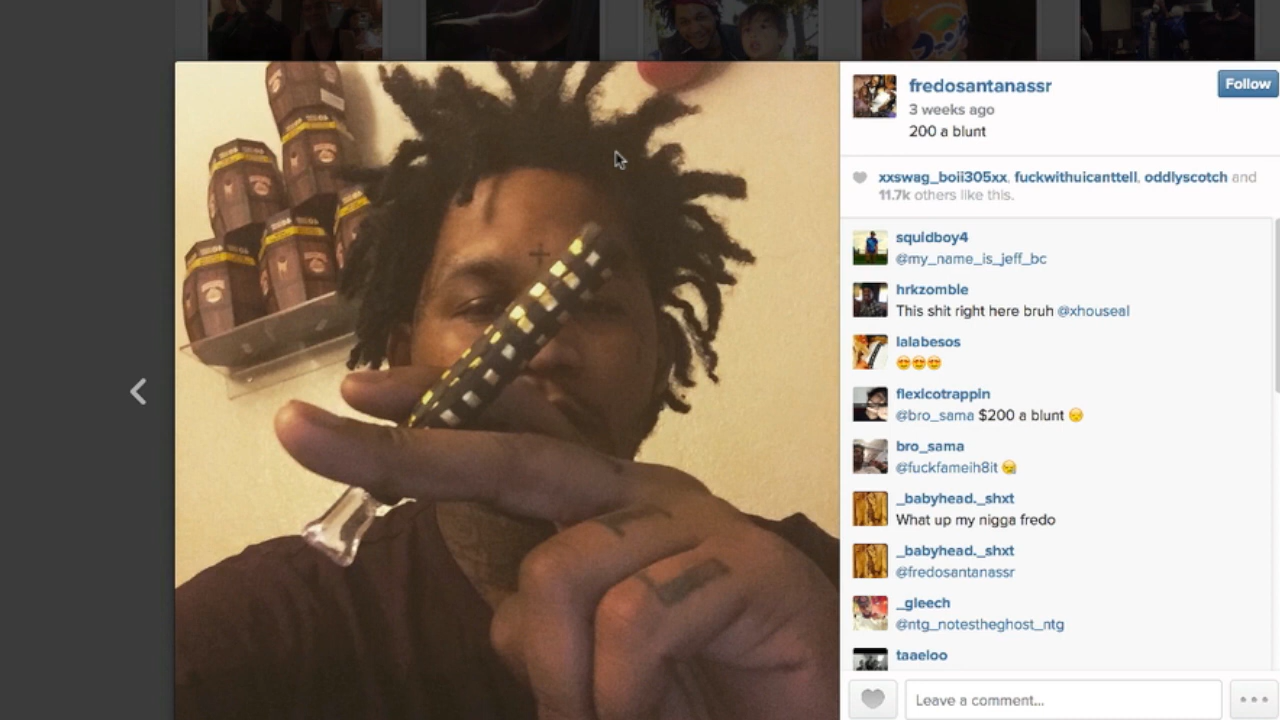 fredosantanassr
Follow
3 weeks ago
200 a blunt
xxswag_boii305xx, fuckwithuicanttell, oddlyscotch and
11.7k others like this.
squidboy4
@my_name_is_jeff_bc
hrkzombie
This shit right here bruh @xhouseal
lalabesos
😍😍😍
flexicotrappin
@bro_sama $200 a blunt 😞
bro_sama
@fuckfameih8it 😪
_babyhead._shxt
What up my nigga fredo
_babyhead._shxt
@fredosantanassr
_gleech
@ntg_notestheghost_ntg
taaeloo
Leave a comment...